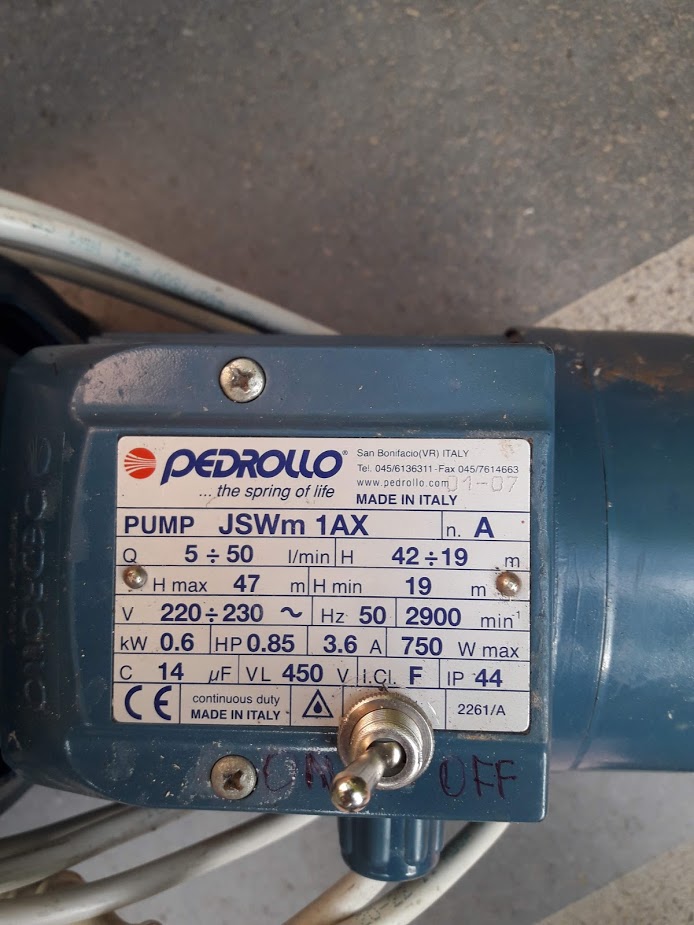 PEDROLLO®
... the spring of life
San Bonifacio(VR) ITALY
Tel. 045/6136311 - Fax 045/7614663
www.pedrollo.com 01-07
MADE IN ITALY
PUMP JSWm 1AX n. A
Q 5÷50 l/min H 42÷19 m
H max 47 m H min 19 m
V 220÷230 ~ Hz 50 2900 min⁻¹
kW 0.6 HP 0.85 3.6 A 750 W max
C 14 µF VL 450 V I.Cl. F IP 44
CE continuous duty
MADE IN ITALY
2261/A
ON OFF